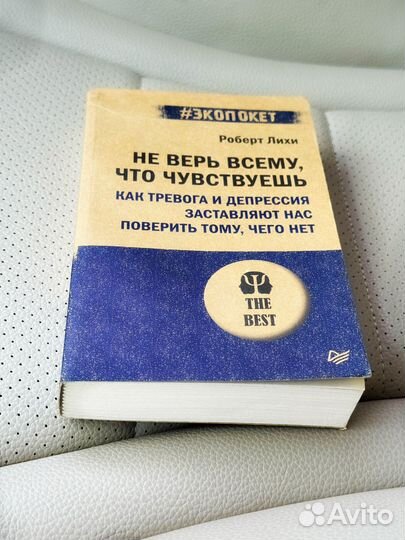 #экопокет
Роберт Лихи
НЕ ВЕРЬ ВСЕМУ,
ЧТО ЧУВСТВУЕШЬ
КАК ТРЕВОГА И ДЕПРЕССИЯ
ЗАСТАВЛЯЮТ НАС
ПОВЕРИТЬ ТОМУ, ЧЕГО НЕТ
Ψ
THE
BEST
Avito